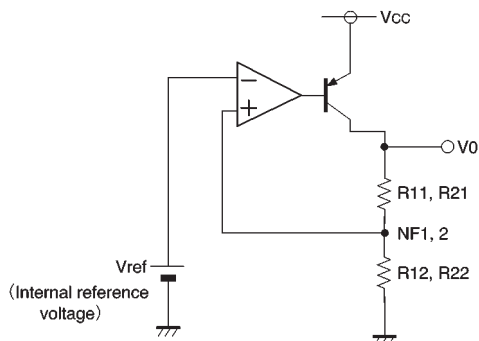 Vcc
−
+
V0
R11, R21
NF1, 2
Vref
R12, R22
(Internal reference
voltage)